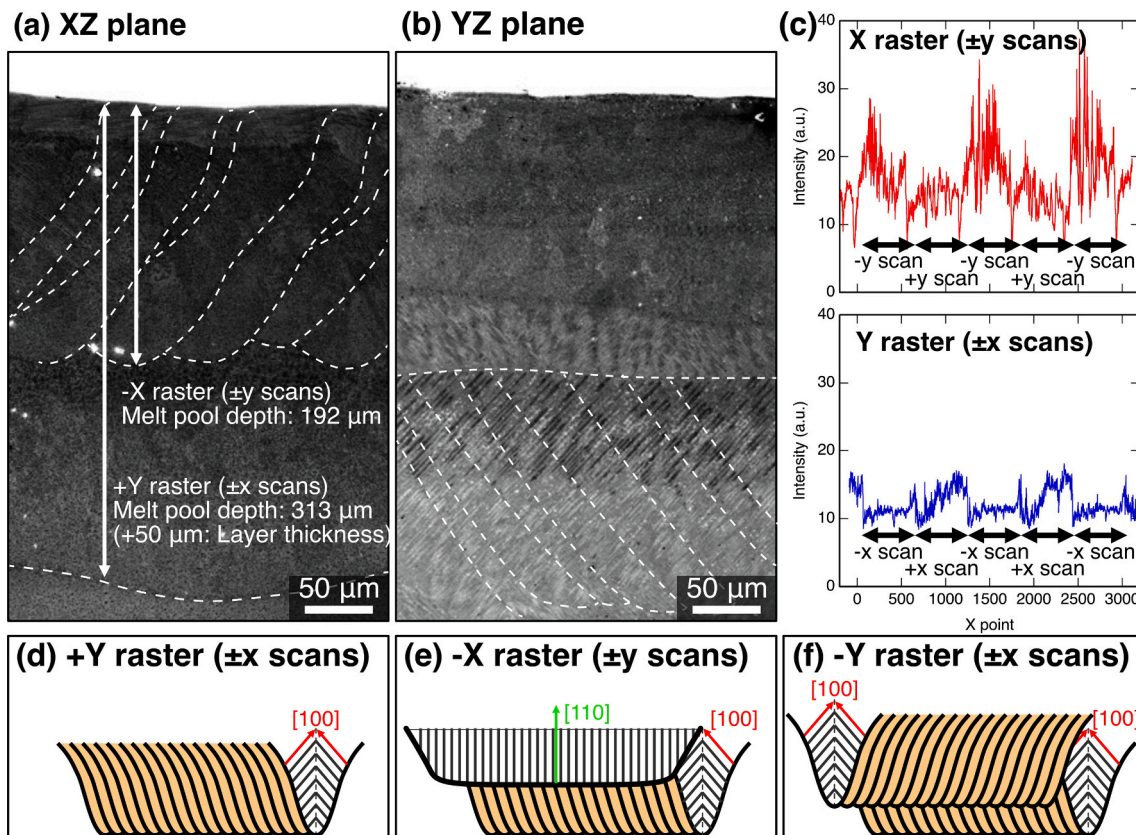 (a) XZ plane
-X raster (±y scans)
Melt pool depth: 192 μm
+Y raster (±x scans)
Melt pool depth: 313 μm
(+50 μm: Layer thickness)
50 μm
(b) YZ plane
50 μm
(c)
X raster (±y scans)
Intensity (a.u.)
40
30
20
10
0
-y scan
+y scan
-y scan
+y scan
-y scan
Y raster (±x scans)
Intensity (a.u.)
40
30
20
10
0
-x scan
+x scan
-x scan
+x scan
-x scan
0 500 1000 1500 2000 2500 3000
X point
(d) +Y raster (±x scans)
[100]
(e) -X raster (±y scans)
[110]
[100]
(f) -Y raster (±x scans)
[100]
[100]